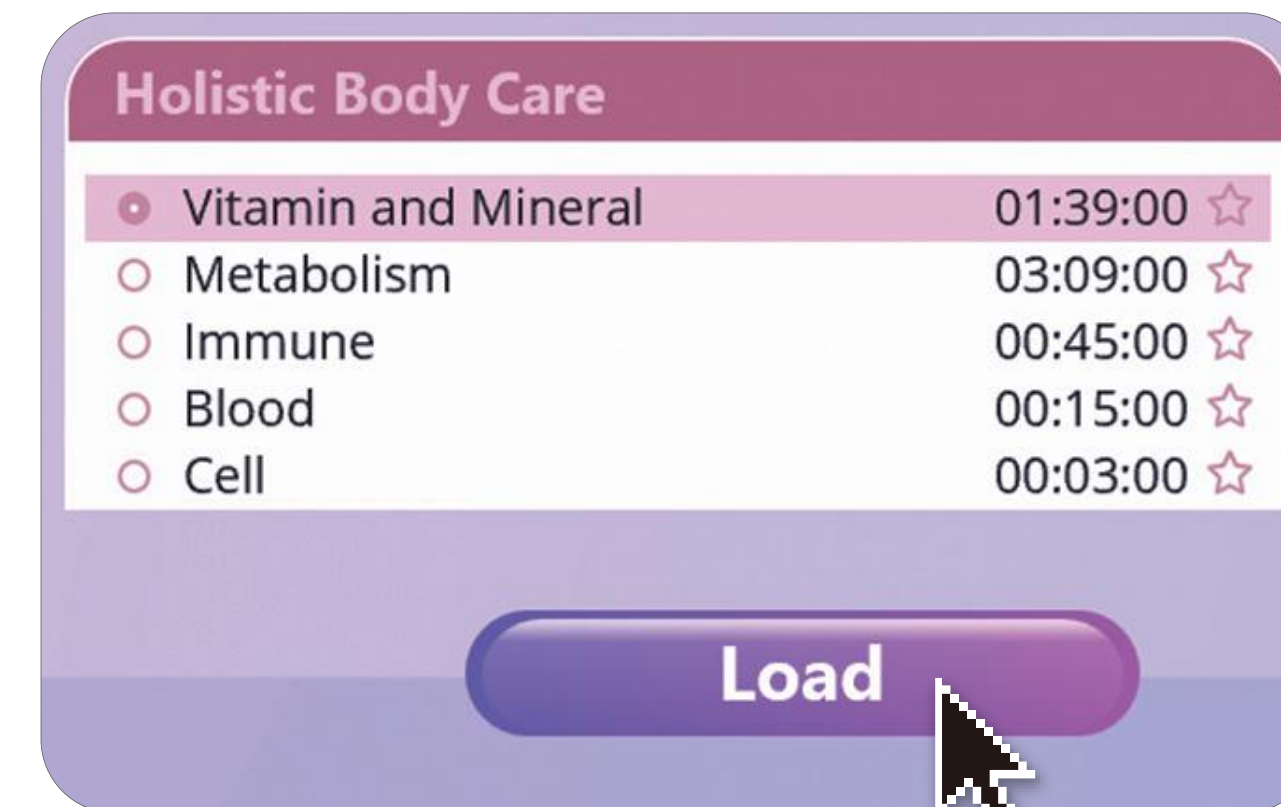 Holistic Body Care
Vitamin and Mineral 01:39:00
Metabolism 03:09:00
Immune 00:45:00
Blood 00:15:00
Cell 00:03:00
Load